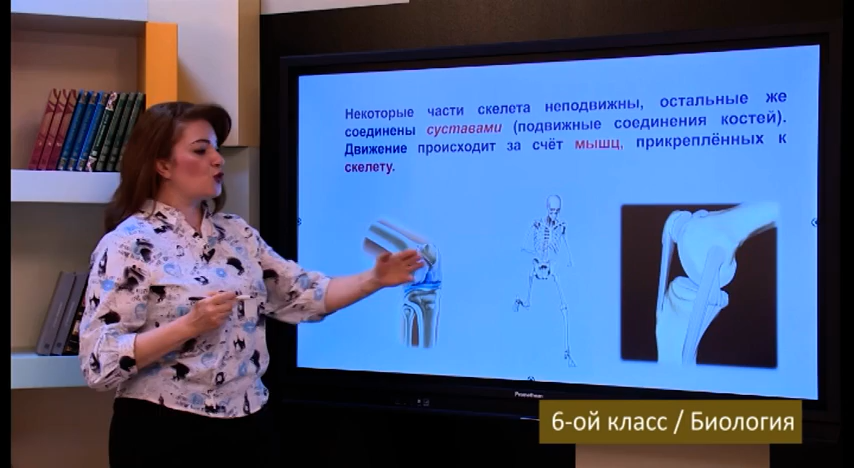 Некоторые части скелета неподвижны, остальные же
соединены суставами (подвижные соединения костей).
Движение происходит за счёт мышц, прикреплённых к
скелету.
Promethean
6-ой класс / Биология